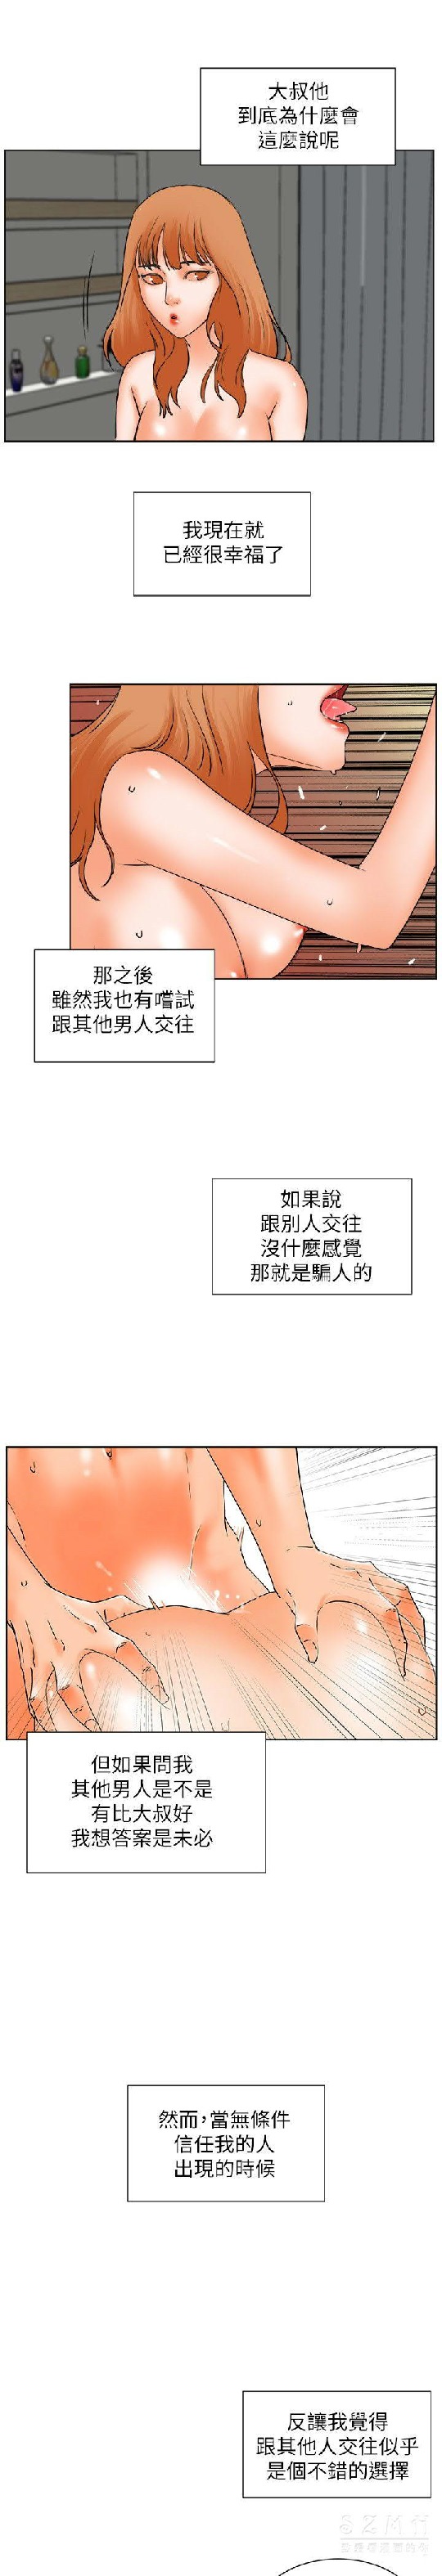 大叔他
到底為什麼會
這麼說呢
我現在就
已經很幸福了
那之後
雖然我也有嚐試
跟其他男人交往
如果說
跟別人交往
沒什麼感覺
那就是騙人的
但如果問我
其他男人是不是
有比大叔好
我想答案是未必
然而，當無條件
信任我的人
出現的時候
反讓我覺得
跟其他人交往似乎
是個不錯的選擇